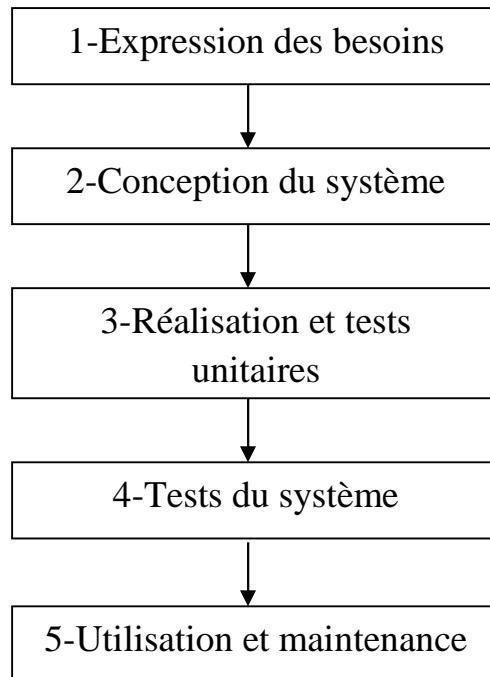 1-Expression des besoins
2-Conception du système
3-Réalisation et tests
unitaires
4-Tests du système
5-Utilisation et maintenance